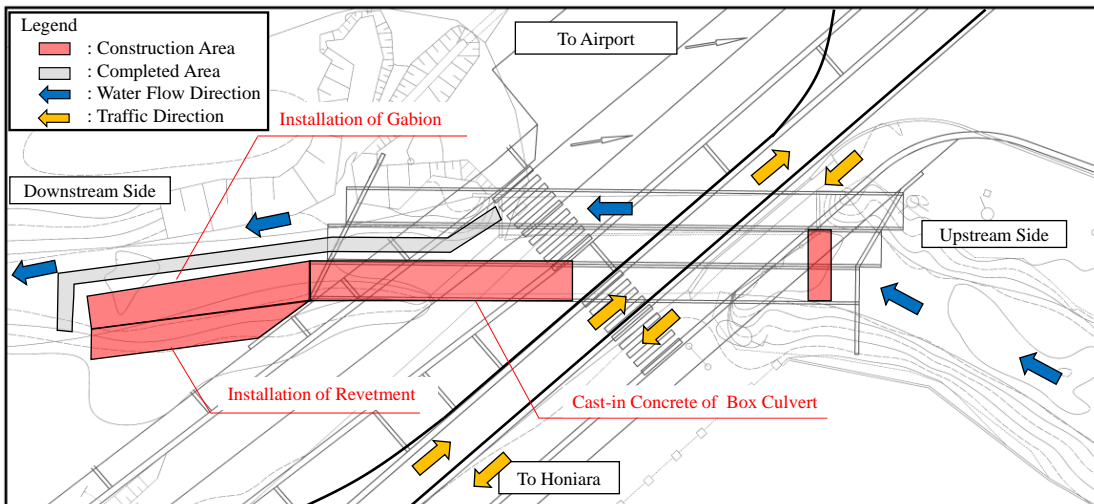 Legend
: Construction Area
: Completed Area
: Water Flow Direction
: Traffic Direction
To Airport
Installation of Gabion
Downstream Side
Upstream Side
Installation of Revetment
Cast-in Concrete of Box Culvert
To Honiara